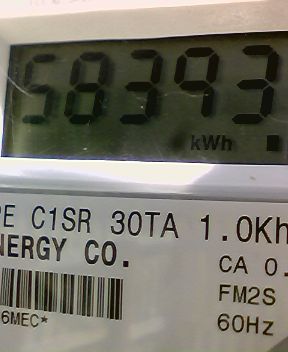 58393
kWh
PE C1SR 30TA 1.0Kh
NERGY CO.
CA 0.
FM2S
6MEC*
60Hz